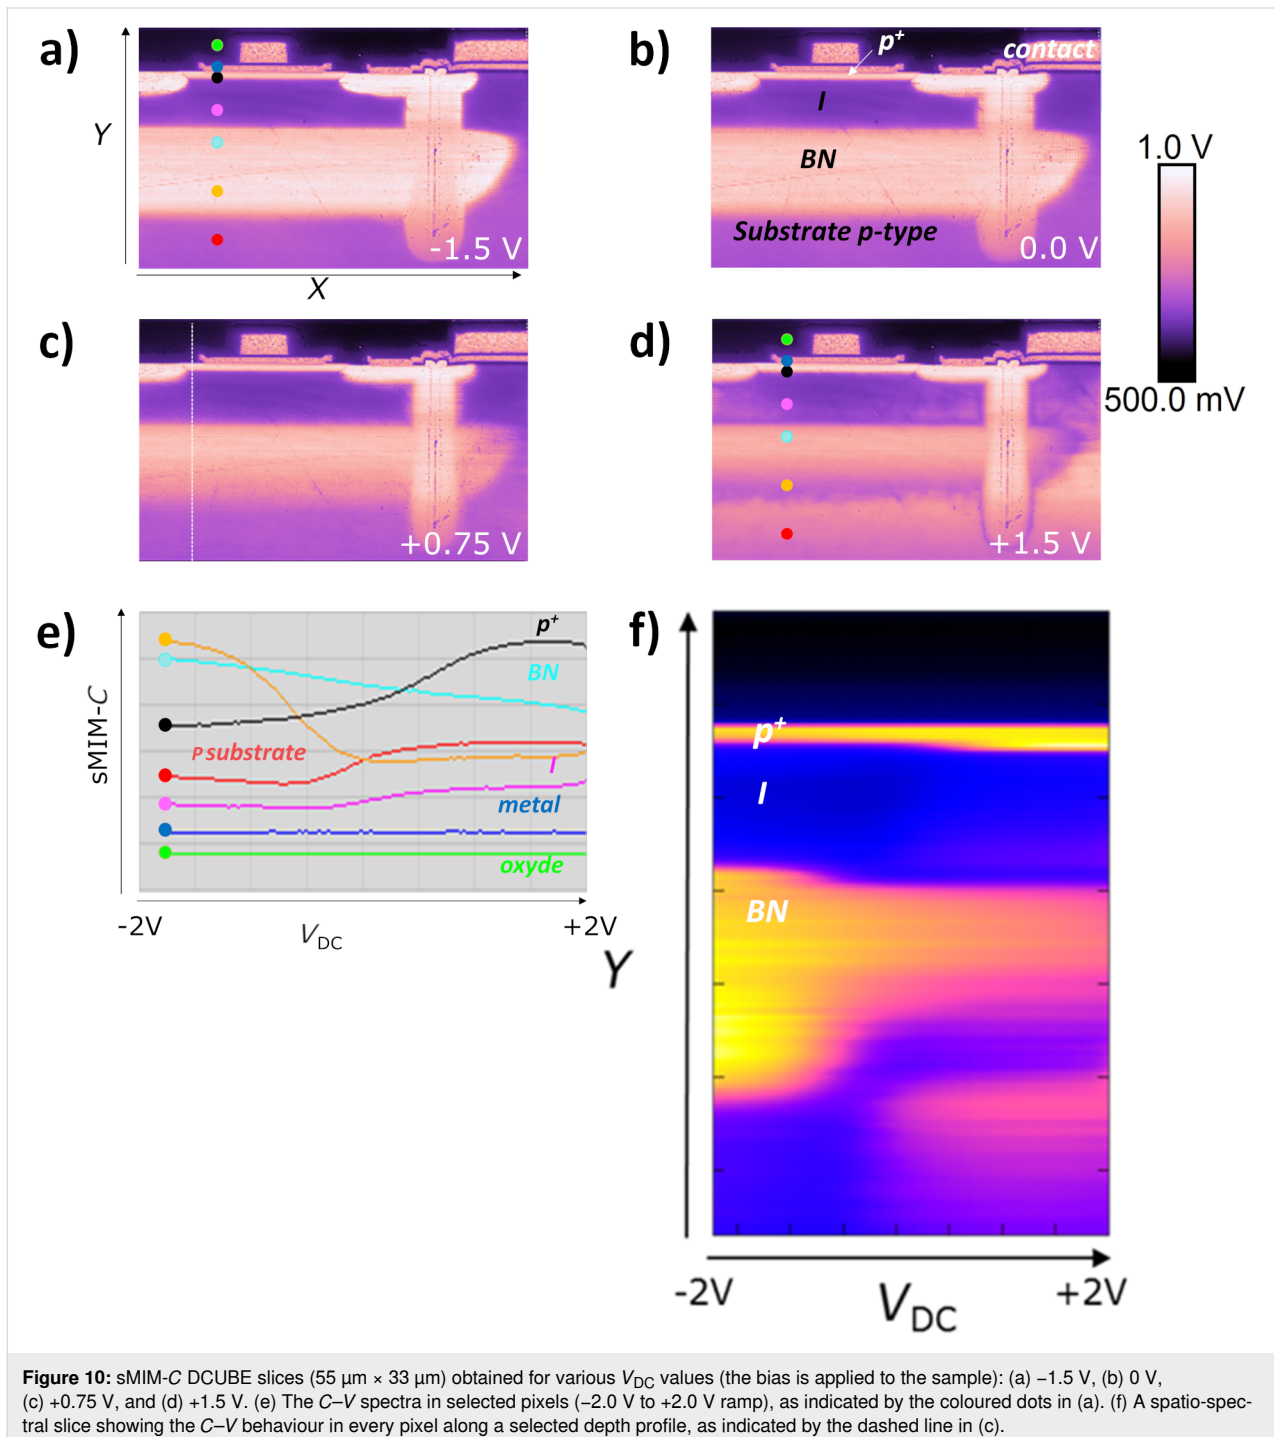 a)
Y
X
-1.5 V
b)
p+
contact
I
BN
Substrate p-type
0.0 V
1.0 V
500.0 mV
c)
+0.75 V
d)
+1.5 V
e)
sMIM-C
p+
BN
P substrate
I
metal
oxyde
-2V
VDC
+2V
f)
p+
I
BN
Y
-2V
VDC
+2V
Figure 10: sMIM-C DCUBE slices (55 µm × 33 µm) obtained for various VDC values (the bias is applied to the sample): (a) −1.5 V, (b) 0 V,
(c) +0.75 V, and (d) +1.5 V. (e) The C–V spectra in selected pixels (−2.0 V to +2.0 V ramp), as indicated by the coloured dots in (a). (f) A spatio-spec-
tral slice showing the C–V behaviour in every pixel along a selected depth profile, as indicated by the dashed line in (c).